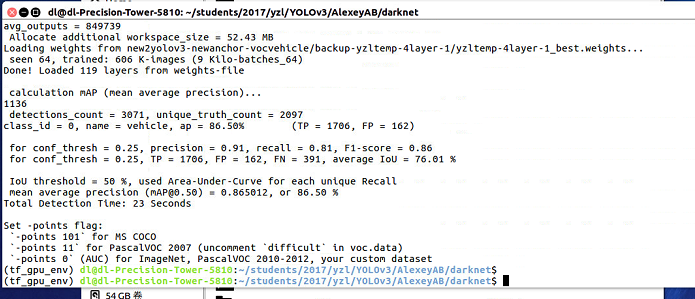 dl@dl-Precision-Tower-5810: ~/students/2017/yzl/YOLOv3/AlexeyAB/darknet
avg_outputs = 849739
Allocate additional workspace_size = 52.43 MB
Loading weights from new2yolov3-newanchor-vocvehicle/backup-yzltemp-4layer-1/yzltemp-4layer-1_best.weights...
seen 64, trained: 606 K-images (9 Kilo-batches_64)
Done! Loaded 119 layers from weights-file
calculation mAP (mean average precision)...
1136
detections_count = 3071, unique_truth_count = 2097
class_id = 0, name = vehicle, ap = 86.50% (TP = 1706, FP = 162)
for conf_thresh = 0.25, precision = 0.91, recall = 0.81, F1-score = 0.86
for conf_thresh = 0.25, TP = 1706, FP = 162, FN = 391, average IoU = 76.01 %
IoU threshold = 50 %, used Area-Under-Curve for each unique Recall
mean average precision (mAP@0.50) = 0.865012, or 86.50 %
Total Detection Time: 23 Seconds
Set -points flag:
`-points 101` for MS COCO
`-points 11` for PascalVOC 2007 (uncomment `difficult` in voc.data)
`-points 0` (AUC) for ImageNet, PascalVOC 2010-2012, your custom dataset
(tf_gpu_env) dl@dl-Precision-Tower-5810:~/students/2017/yzl/YOLOv3/AlexeyAB/darknet$
(tf_gpu_env) dl@dl-Precision-Tower-5810:~/students/2017/yzl/YOLOv3/AlexeyAB/darknet$
54 GB 卷